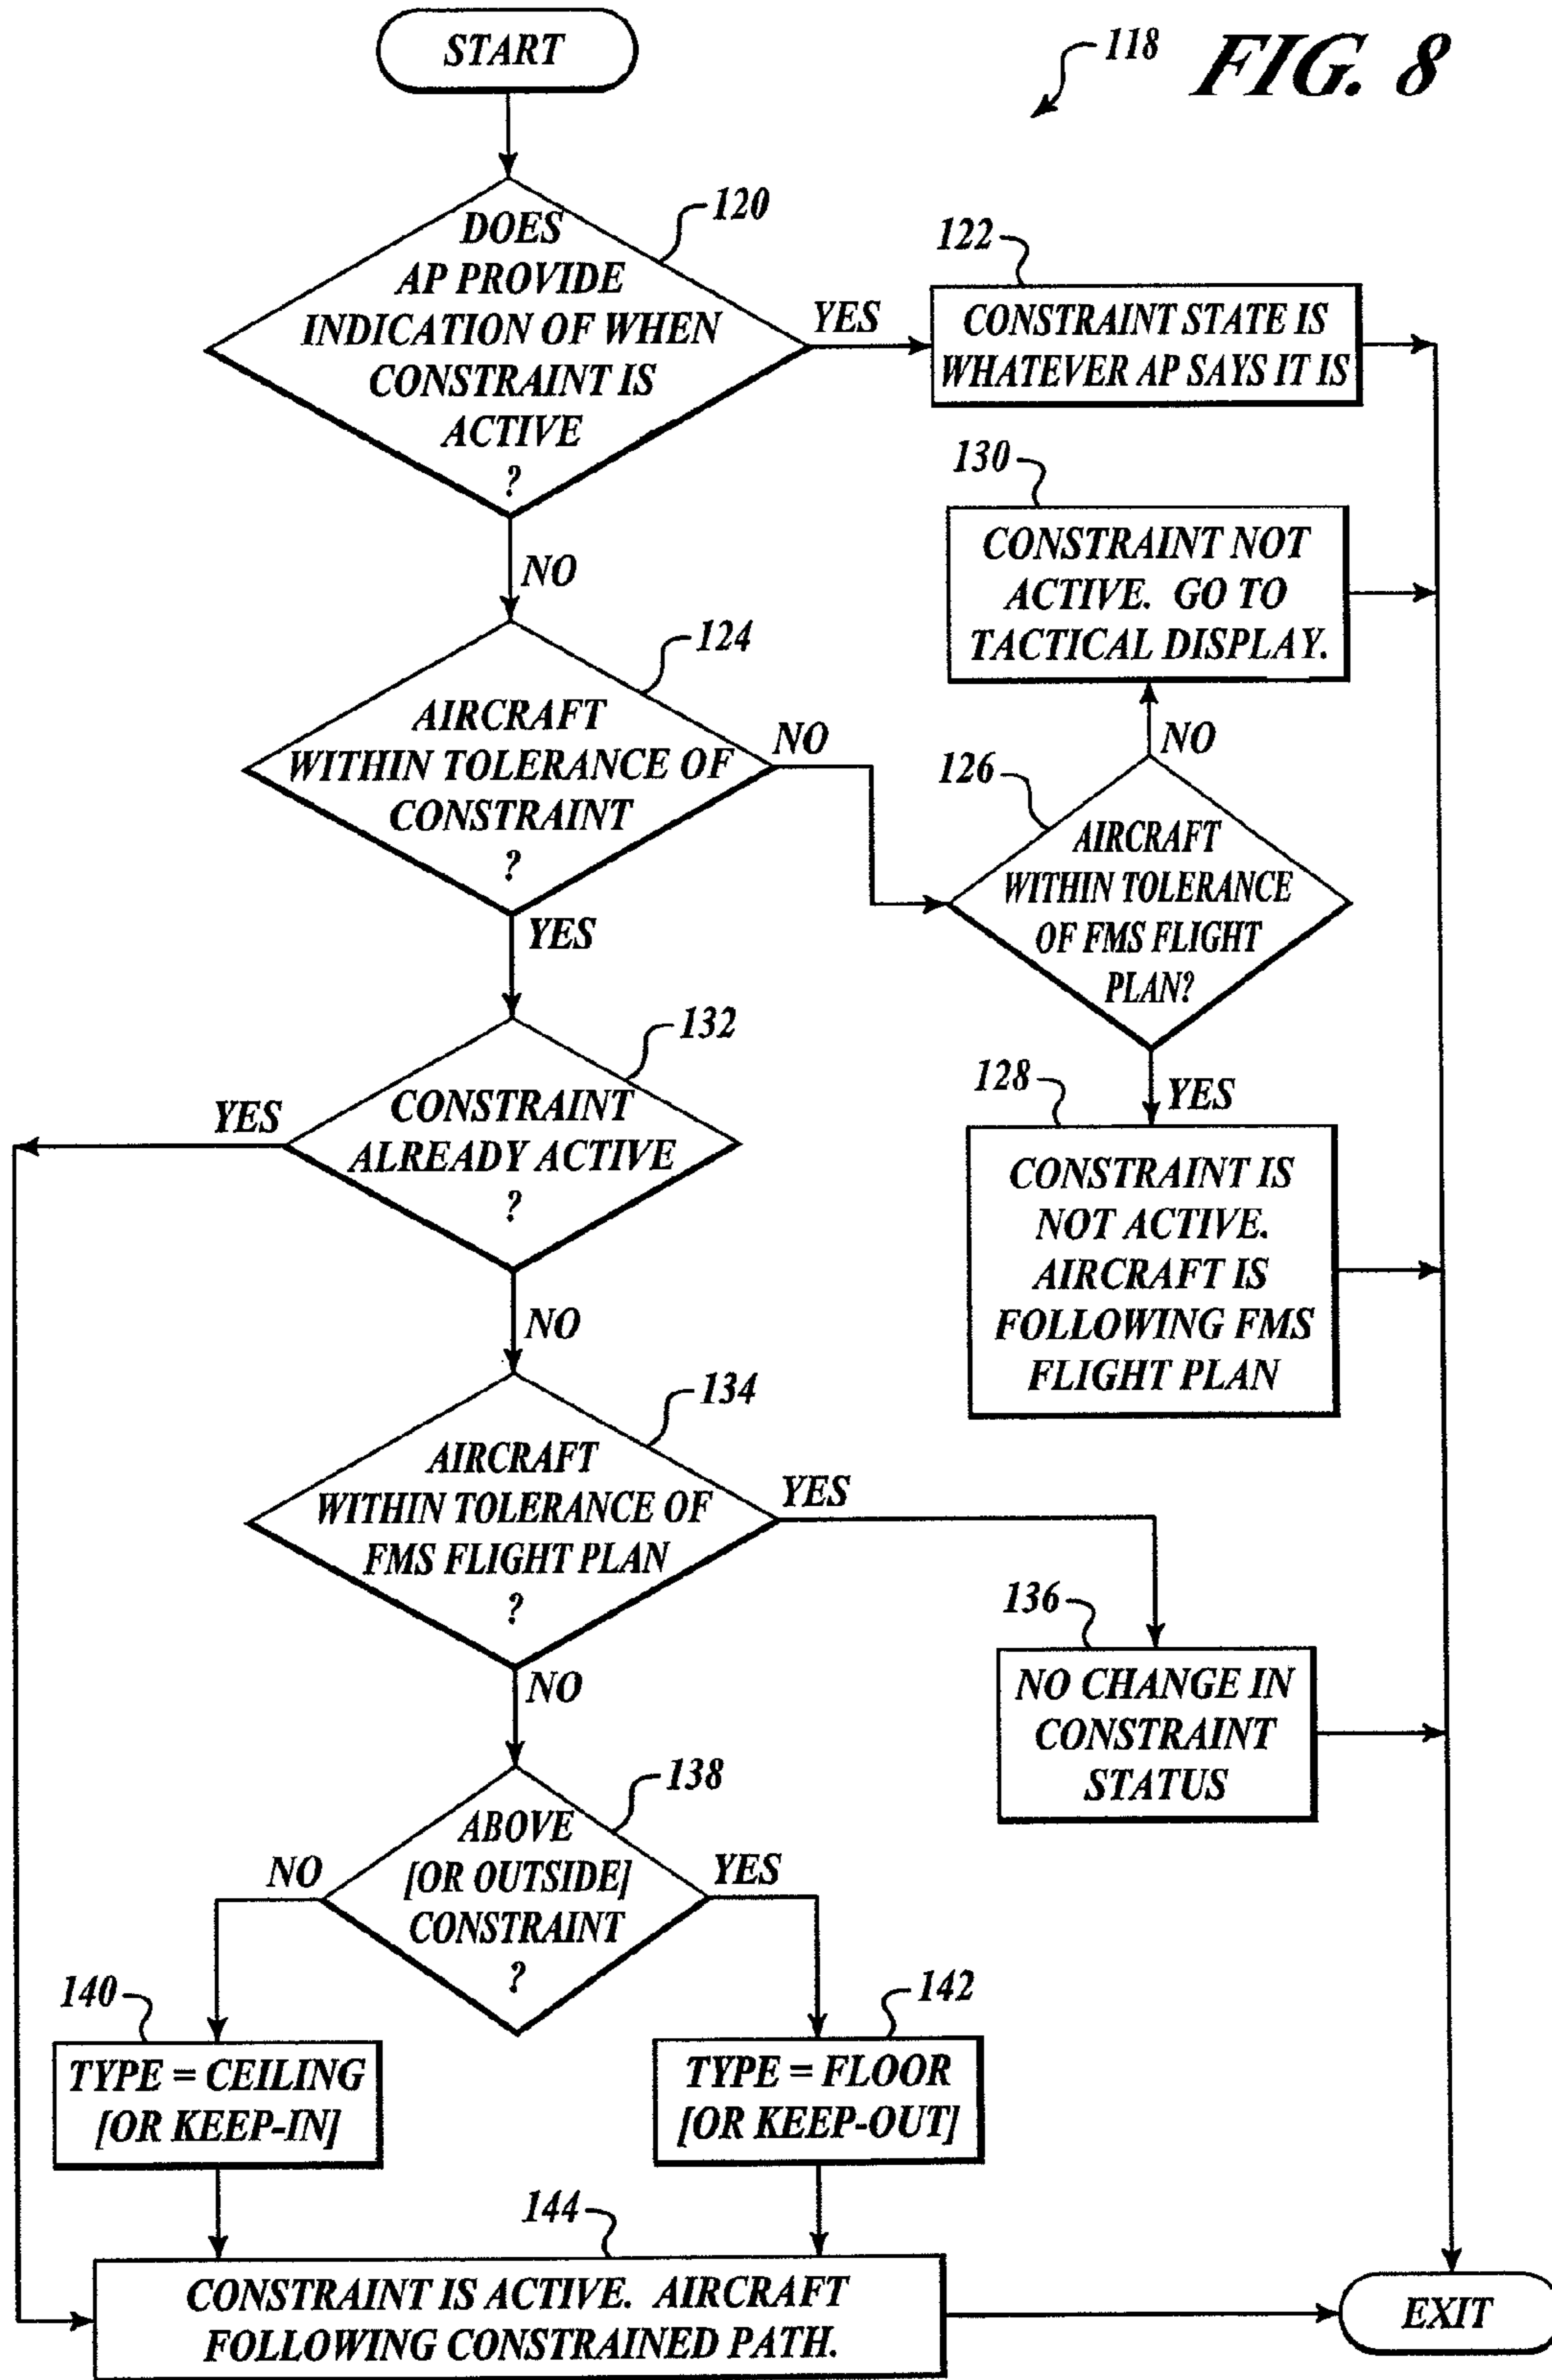 START
118
FIG. 8
120
DOES
AP PROVIDE
INDICATION OF WHEN
CONSTRAINT IS
ACTIVE
?
YES
122
CONSTRAINT STATE IS
WHATEVER AP SAYS IT IS
NO
130
CONSTRAINT NOT
ACTIVE. GO TO
TACTICAL DISPLAY.
124
AIRCRAFT
WITHIN TOLERANCE OF
CONSTRAINT
?
NO
NO
126
AIRCRAFT
WITHIN TOLERANCE
OF FMS FLIGHT
PLAN?
YES
YES
128
CONSTRAINT IS
NOT ACTIVE.
AIRCRAFT IS
FOLLOWING FMS
FLIGHT PLAN
132
CONSTRAINT
ALREADY ACTIVE
?
YES
NO
134
AIRCRAFT
WITHIN TOLERANCE OF
FMS FLIGHT PLAN
?
YES
136
NO CHANGE IN
CONSTRAINT
STATUS
NO
138
ABOVE
[OR OUTSIDE]
CONSTRAINT
?
NO
YES
140
TYPE = CEILING
[OR KEEP-IN]
142
TYPE = FLOOR
[OR KEEP-OUT]
144
CONSTRAINT IS ACTIVE. AIRCRAFT
FOLLOWING CONSTRAINED PATH.
EXIT